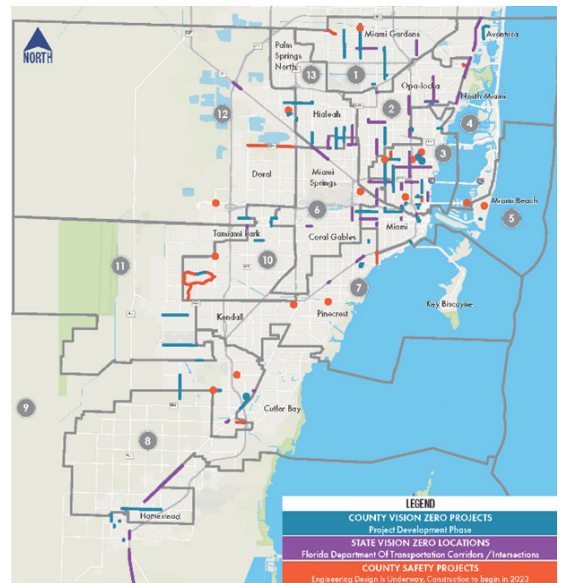 NORTH
Miami Gardens
Aventura
Palm
Springs
North
13
1
Opa-locka
North Miami
12
2
4
Hialeah
3
Doral
Miami
Springs
6
Miami Beach
5
Tamiami Park
Coral Gables
Miami
11
10
7
Key Biscayne
Kendall
Pinecrest
9
Cutler Bay
8
Homestead
LEGEND
COUNTY VISION ZERO PROJECTS
Project Development Phase
STATE VISION ZERO LOCATIONS
Florida Department Of Transportation Corridors /Intersections
COUNTY SAFETY PROJECTS
Engineering Design Is Underway, Construction to begin in 2023